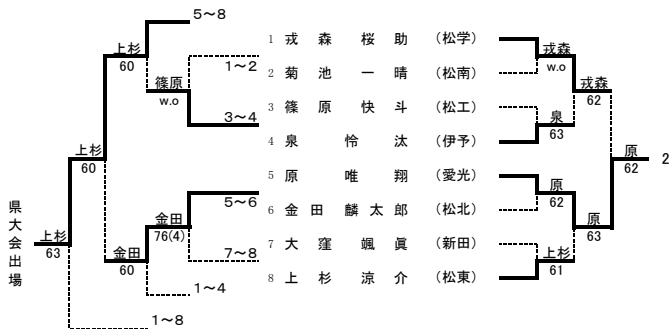 5～8
1 戎森 桜助 (松学)
上杉
60
戎森
w.o
1～2
2 菊池 一晴 (松南)
篠原
w.o
戎森
62
3 篠原 快斗 (松工)
3～4
泉
63
4 泉 怜汰 (伊予)
上杉
60
原
62
2
5 原 唯翔 (愛光)
5～6
原
62
6 金田 麟太郎 (松北)
金田
76(4)
原
63
7 大窪 颯眞 (新田)
7～8
県大会出場
上杉
63
金田
60
上杉
61
8 上杉 涼介 (松東)
1～4
1～8